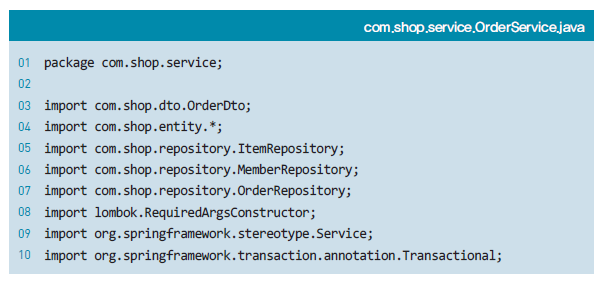 com.shop.service.OrderService.java
01 package com.shop.service;
02
03 import com.shop.dto.OrderDto;
04 import com.shop.entity.*;
05 import com.shop.repository.ItemRepository;
06 import com.shop.repository.MemberRepository;
07 import com.shop.repository.OrderRepository;
08 import lombok.RequiredArgsConstructor;
09 import org.springframework.stereotype.Service;
10 import org.springframework.transaction.annotation.Transactional;